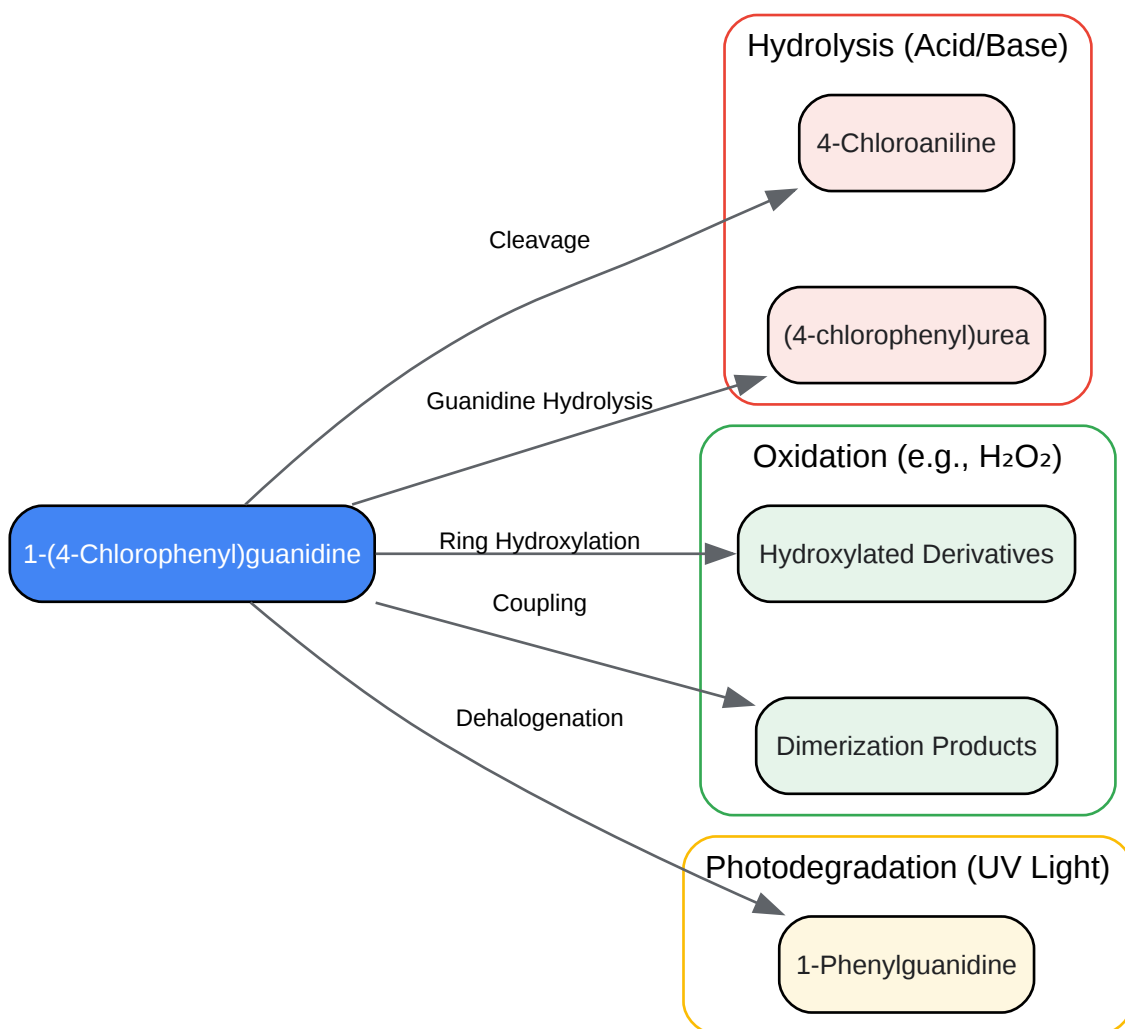 Hydrolysis (Acid/Base)
4-Chloroaniline
Cleavage
(4-chlorophenyl)urea
Guanidine Hydrolysis
Oxidation (e.g., H₂O₂)
1-(4-Chlorophenyl)guanidine
Ring Hydroxylation
Hydroxylated Derivatives
Coupling
Dimerization Products
Dehalogenation
Photodegradation (UV Light)
1-Phenylguanidine